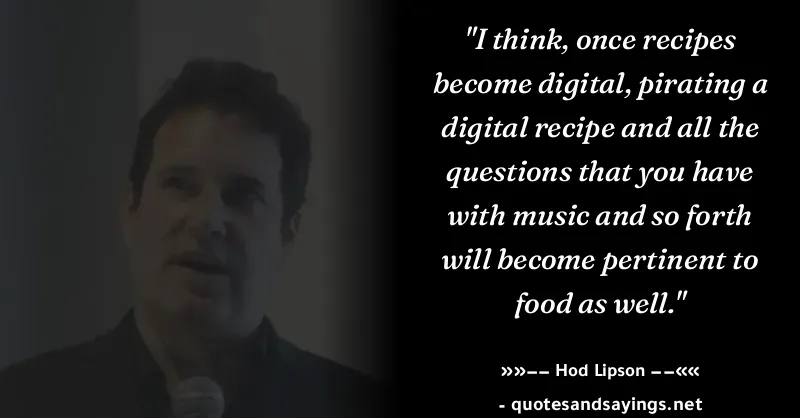 "I think, once recipes
become digital, pirating a
digital recipe and all the
questions that you have
with music and so forth
will become pertinent to
food as well."
»»–– Hod Lipson ––««
- quotesandsayings.net